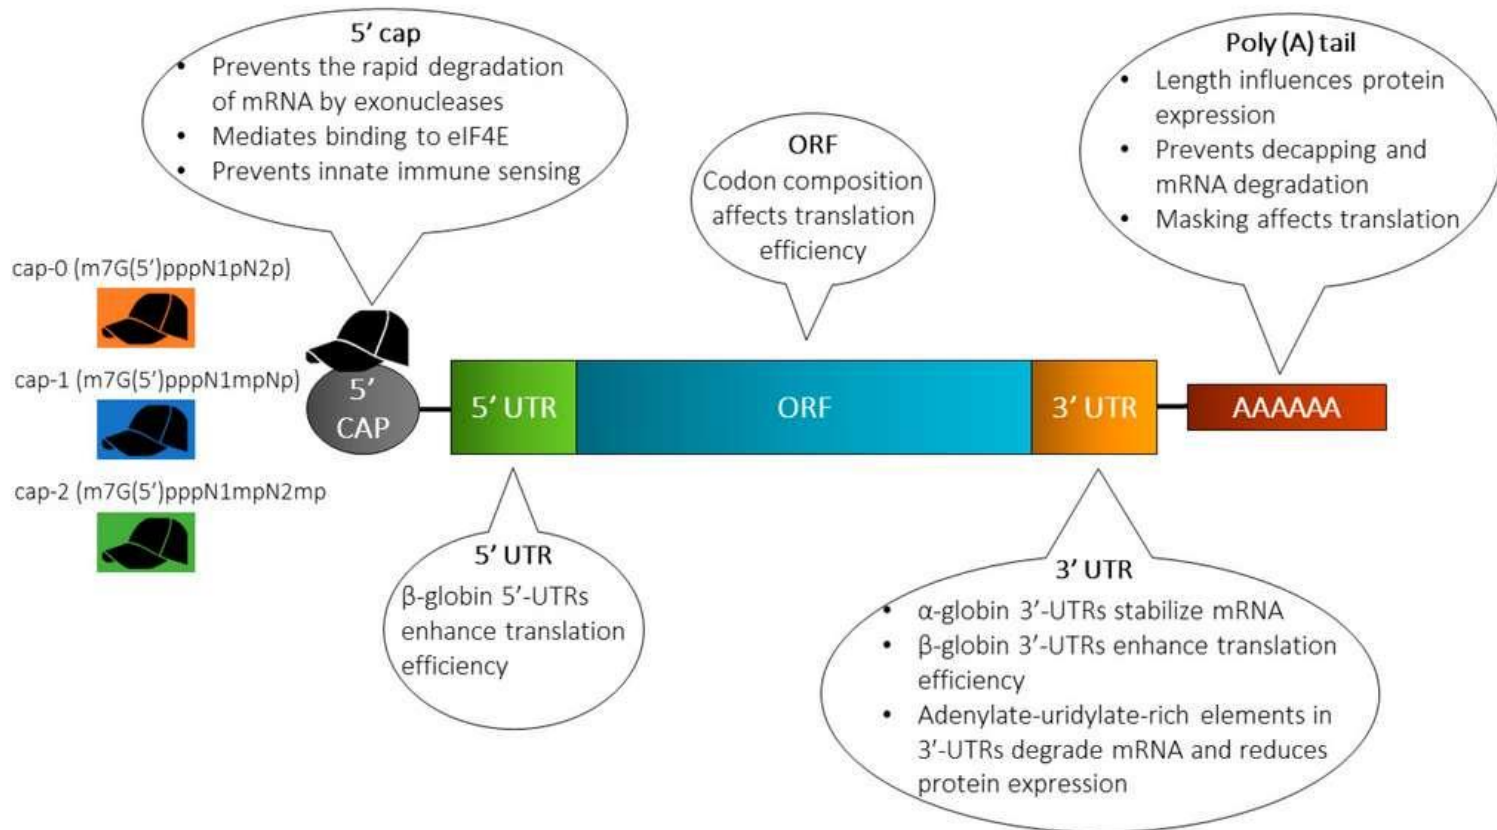 5′ cap
• Prevents the rapid degradation
of mRNA by exonucleases
• Mediates binding to eIF4E
• Prevents innate immune sensing
ORF
Codon composition
affects translation
efficiency
Poly (A) tail
• Length influences protein
expression
• Prevents decapping and
mRNA degradation
• Masking affects translation
cap-0 (m7G(5′)pppN1pN2p)
cap-1 (m7G(5′)pppN1mpNp)
cap-2 (m7G(5′)pppN1mpN2mp
5′
CAP
5′ UTR
ORF
3′ UTR
AAAAAA
5′ UTR
β-globin 5′-UTRs
enhance translation
efficiency
3′ UTR
• α-globin 3′-UTRs stabilize mRNA
• β-globin 3′-UTRs enhance translation
efficiency
• Adenylate-uridylate-rich elements in
3′-UTRs degrade mRNA and reduces
protein expression